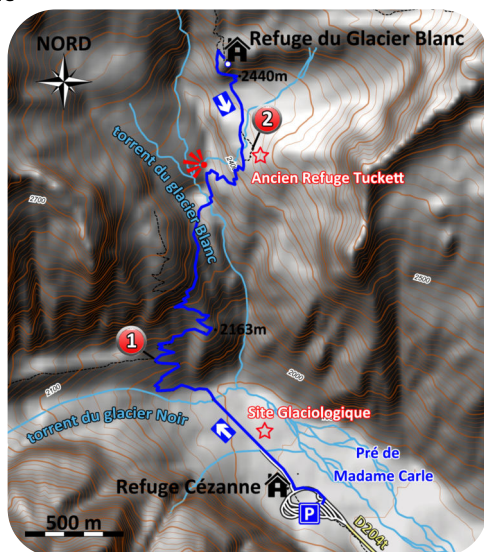 NORD
Refuge du Glacier Blanc
2440m
2
Ancien Refuge Tuckett
torrent du glacier Blanc
2700
2600
2163m
1
2100
2000
torrent du glacier Noir
Site Glaciologique
Pré de
Madame Carle
Refuge Cézanne
P
D204t
500 m